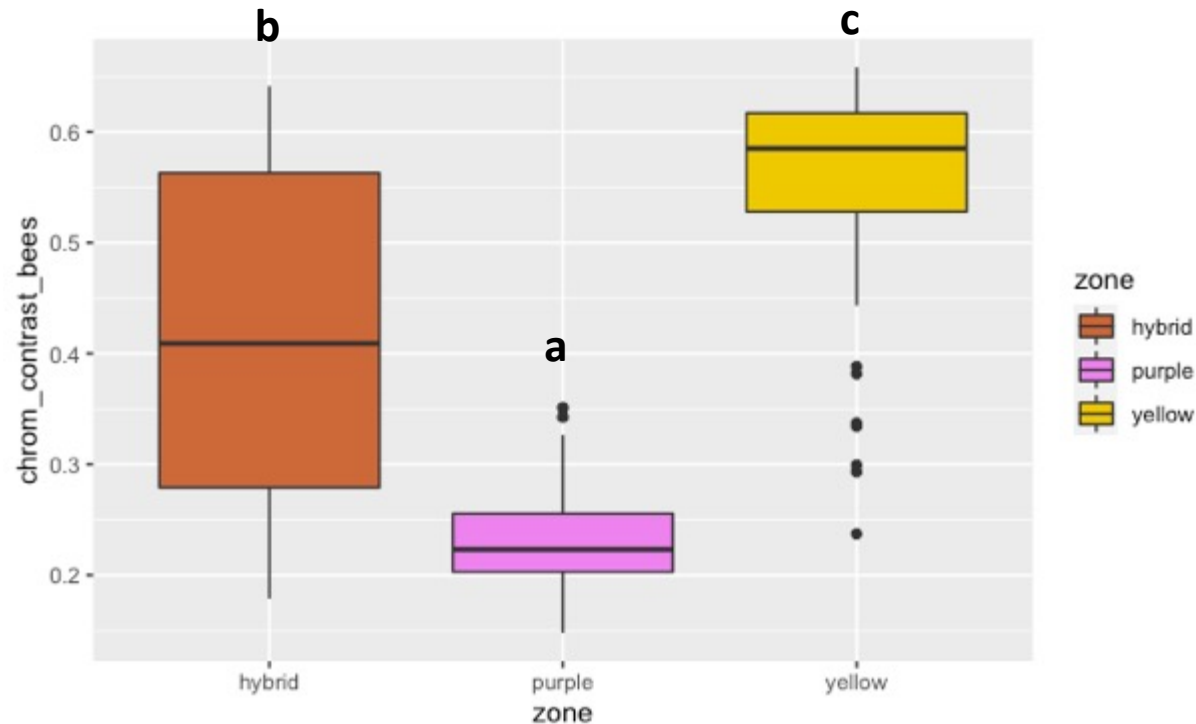 b
c
a
chrom_contrast_bees
0.6
0.5
0.4
0.3
0.2
hybrid
purple
yellow
zone
zone
hybrid
purple
yellow